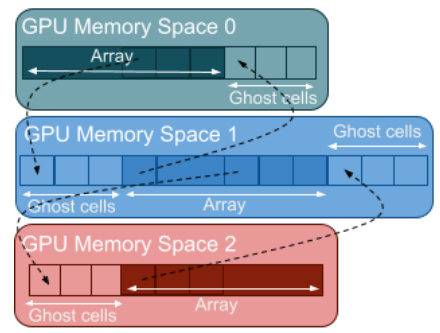 GPU Memory Space 0
Array
Ghost cells
GPU Memory Space 1
Ghost cells
Ghost cells
Array
GPU Memory Space 2
Array
Ghost cells